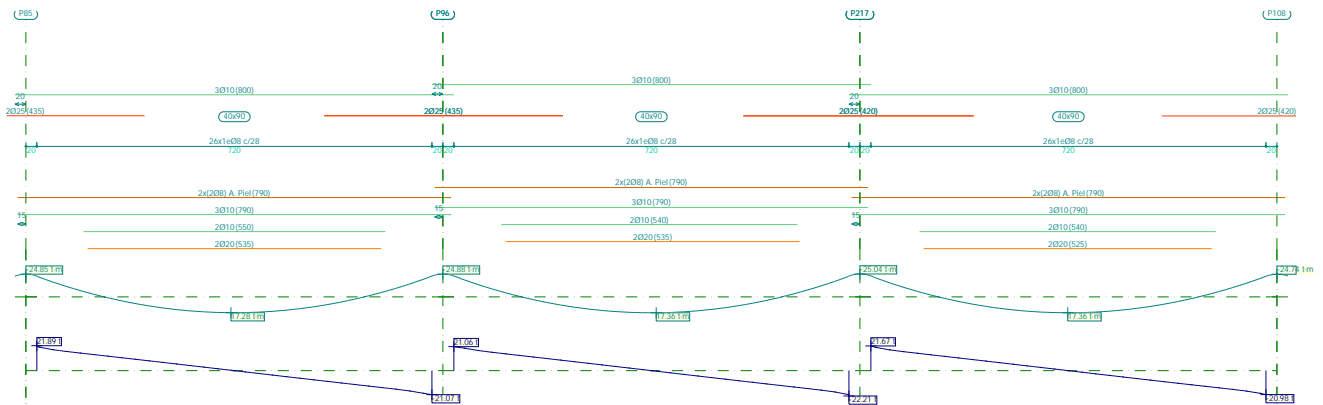 P85 P96 P217 P108
3Ø10(800)
20
3Ø10(800) 3Ø10(800)
20 20
2Ø25(435) 40x90 2Ø25(435) 40x90 2Ø25(420) 40x90 2Ø25(420)
26x1eØ8 c/28 26x1eØ8 c/28 26x1eØ8 c/28
20 720 20 20 720 20 20 720 20
2x(2Ø8) A. Piel(790)
2x(2Ø8) A. Piel(790) 2x(2Ø8) A. Piel(790)
3Ø10(790)
15
3Ø10(790) 3Ø10(790)
15 15
2Ø10(540)
2Ø10(550) 2Ø10(540)
2Ø20(535)
2Ø20(535) 2Ø20(525)
-24.85 t·m -24.88 t·m -25.04 t·m -24.74 t·m
17.28 t·m 17.36 t·m 17.36 t·m
21.89 t 21.06 t 21.67 t
-21.07 t -22.21 t -20.98 t